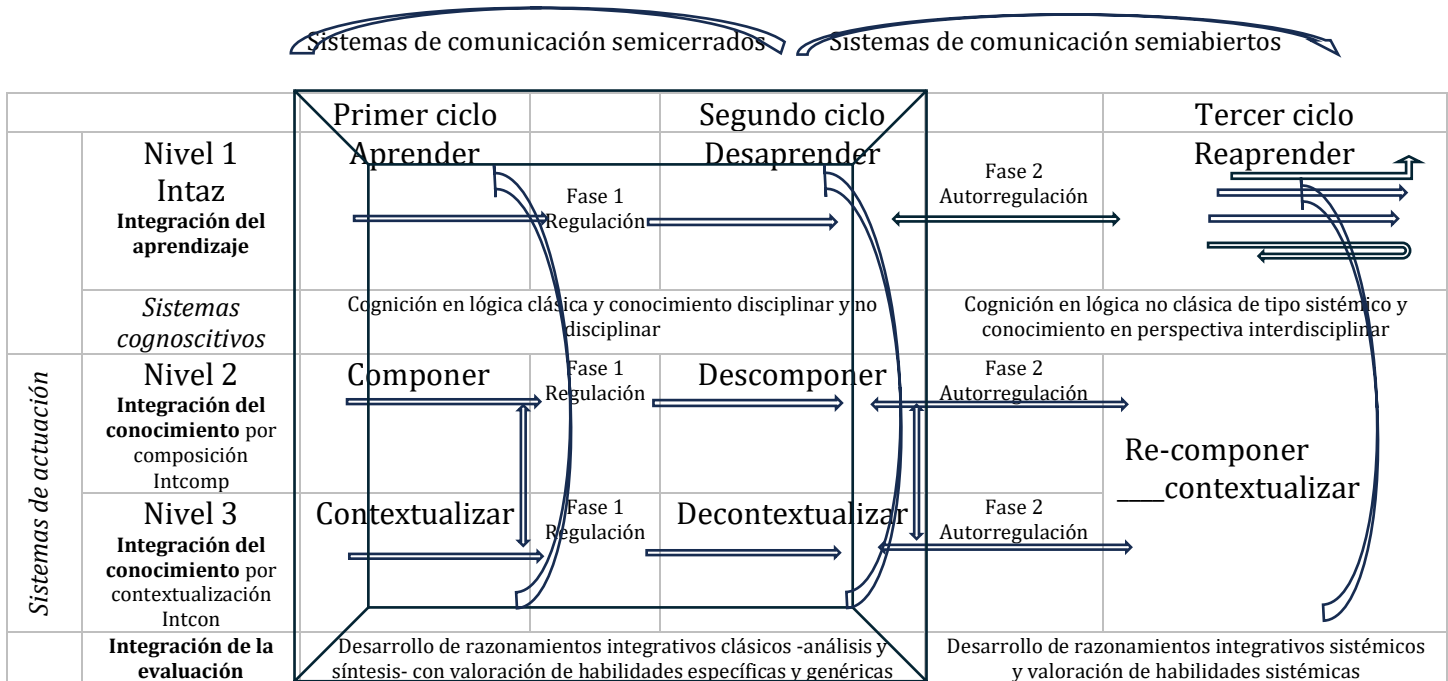 Sistemas de comunicación semicerrados
Sistemas de comunicación semiabiertos
Primer ciclo
Segundo ciclo
Tercer ciclo
Nivel 1
Intaz
Integración del
aprendizaje
Aprender
Fase 1
Regulación
Desaprender
Fase 2
Autorregulación
Reaprender
Sistemas
cognoscitivos
Cognición en lógica clásica y conocimiento disciplinar y no
disciplinar
Cognición en lógica no clásica de tipo sistémico y
conocimiento en perspectiva interdisciplinar
Sistemas de actuación
Nivel 2
Integración del
conocimiento por
composición
Intcomp
Componer
Fase 1
Regulación
Descomponer
Fase 2
Autorregulación
Re-componer
____contextualizar
Nivel 3
Integración del
conocimiento por
contextualización
Intcon
Contextualizar
Fase 1
Regulación
Decontextualizar
Fase 2
Autorregulación
Integración de la
evaluación
Desarrollo de razonamientos integrativos clásicos -análisis y
síntesis- con valoración de habilidades específicas y genéricas
Desarrollo de razonamientos integrativos sistémicos
y valoración de habilidades sistémicas